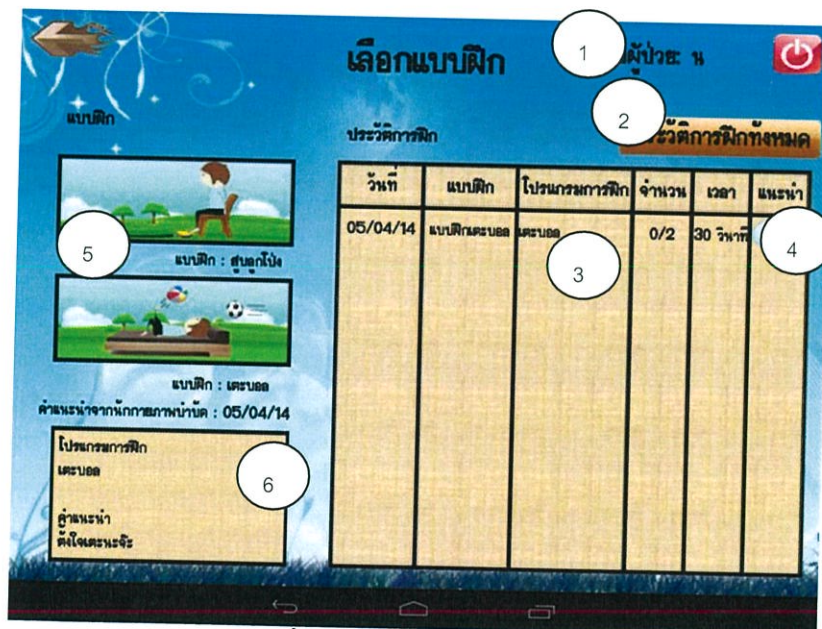 เลือกแบบฝึก
1
ผู้ป่วย: น
แบบฝึก
ประวัติการฝึก
2
ประวัติการฝึกทั้งหมด
วันที่ แบบฝึก โปรแกรมการฝึก จำนวน เวลา แนะนำ
05/04/14 แบบฝึกเตะบอล เตะบอล 0/2 30 วินาที
3
4
5
แบบฝึก : สูบลูกโป่ง
แบบฝึก : เตะบอล
คำแนะนำจากนักกายภาพบำบัด : 05/04/14
โปรแกรมการฝึก
เตะบอล
6
คำแนะนำ
ตั้งใจเตะนะจ๊ะ